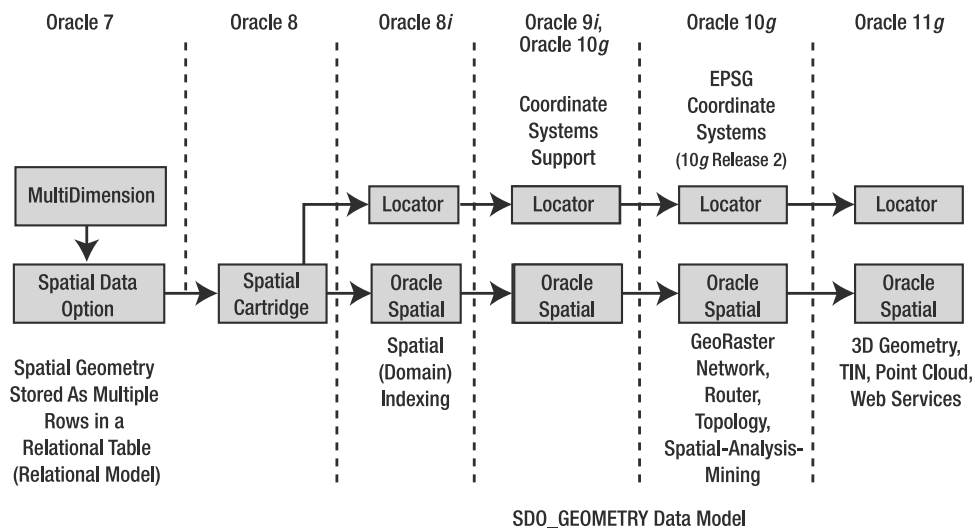 Oracle 7
Oracle 8
Oracle 8i
Oracle 9i,
Oracle 10g
Oracle 10g
Oracle 11g
Coordinate
Systems
Support
EPSG
Coordinate
Systems
(10g Release 2)
MultiDimension
Locator
Locator
Locator
Locator
Spatial Data
Option
Spatial
Cartridge
Oracle
Spatial
Oracle
Spatial
Oracle
Spatial
Oracle
Spatial
Spatial Geometry
Stored As Multiple
Rows in a
Relational Table
(Relational Model)
Spatial
(Domain)
Indexing
GeoRaster
Network,
Router,
Topology,
Spatial-Analysis-
Mining
3D Geometry,
TIN, Point Cloud,
Web Services
SDO_GEOMETRY Data Model